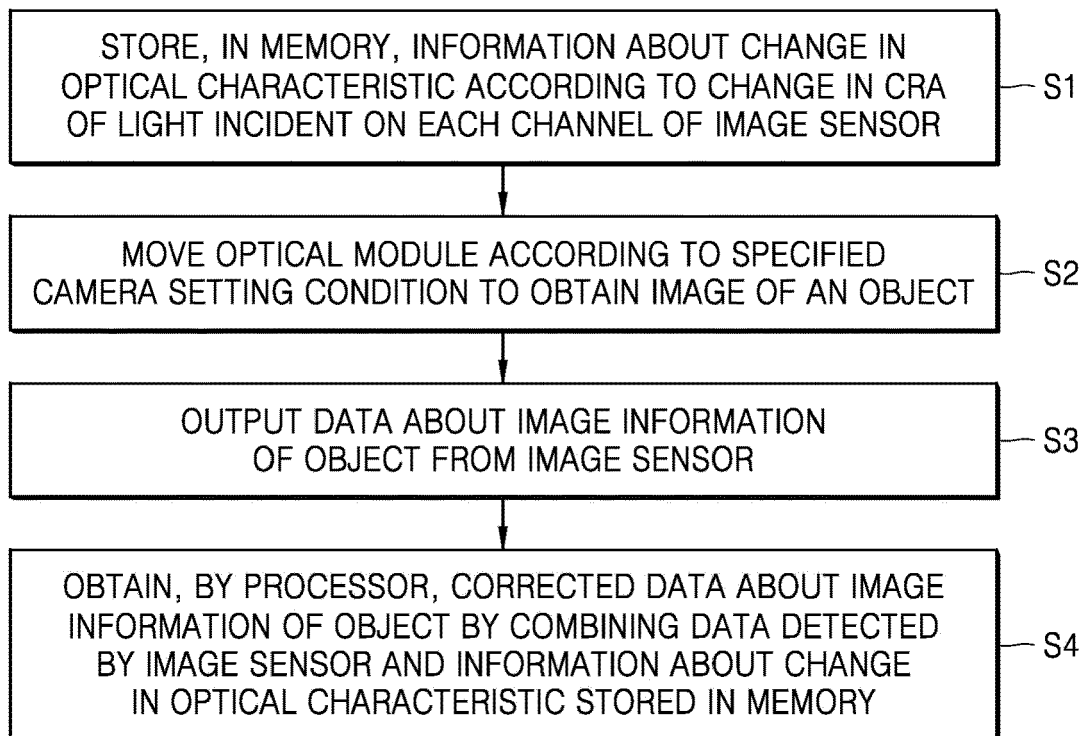 STORE, IN MEMORY, INFORMATION ABOUT CHANGE IN
OPTICAL CHARACTERISTIC ACCORDING TO CHANGE IN CRA
OF LIGHT INCIDENT ON EACH CHANNEL OF IMAGE SENSOR
S1
MOVE OPTICAL MODULE ACCORDING TO SPECIFIED
CAMERA SETTING CONDITION TO OBTAIN IMAGE OF AN OBJECT
S2
OUTPUT DATA ABOUT IMAGE INFORMATION
OF OBJECT FROM IMAGE SENSOR
S3
OBTAIN, BY PROCESSOR, CORRECTED DATA ABOUT IMAGE
INFORMATION OF OBJECT BY COMBINING DATA DETECTED
BY IMAGE SENSOR AND INFORMATION ABOUT CHANGE
IN OPTICAL CHARACTERISTIC STORED IN MEMORY
S4